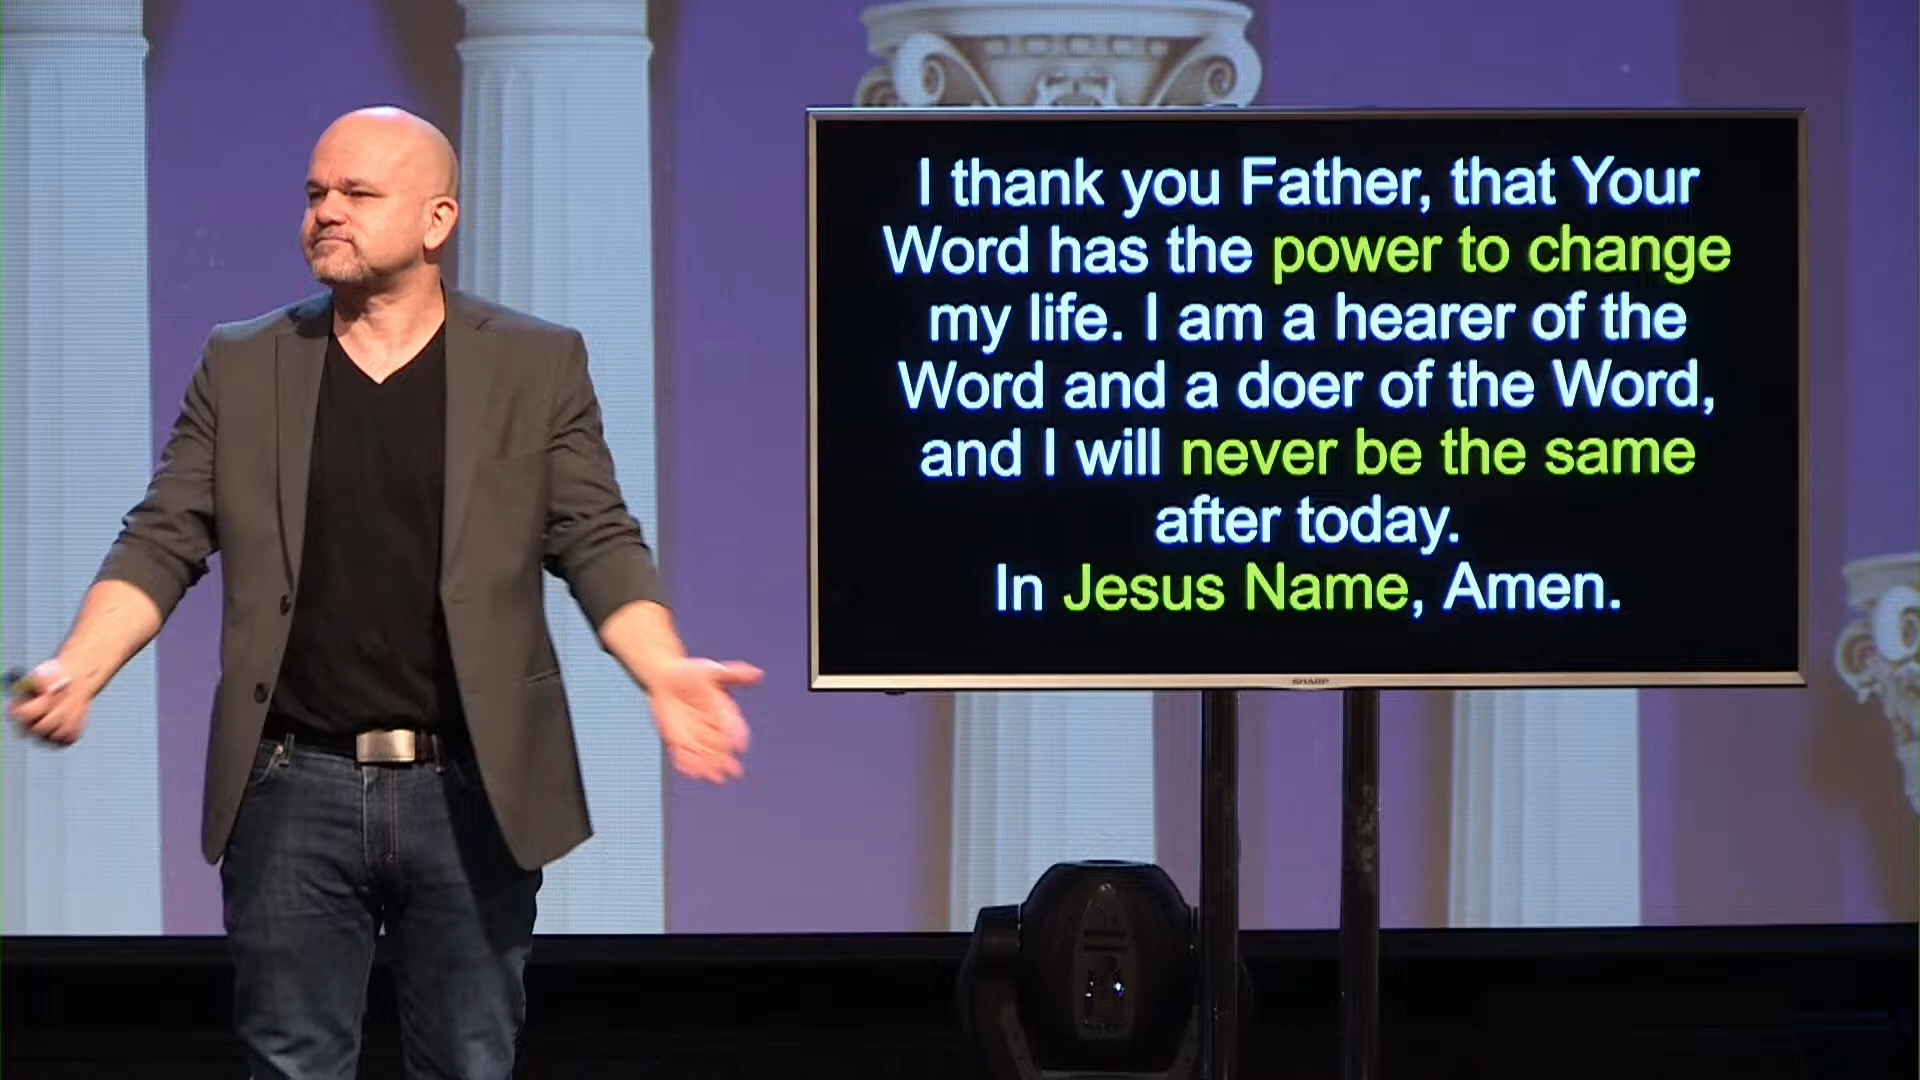 I thank you Father, that Your
Word has the power to change
my life. I am a hearer of the
Word and a doer of the Word,
and I will never be the same
after today.
In Jesus Name, Amen.
SHARP